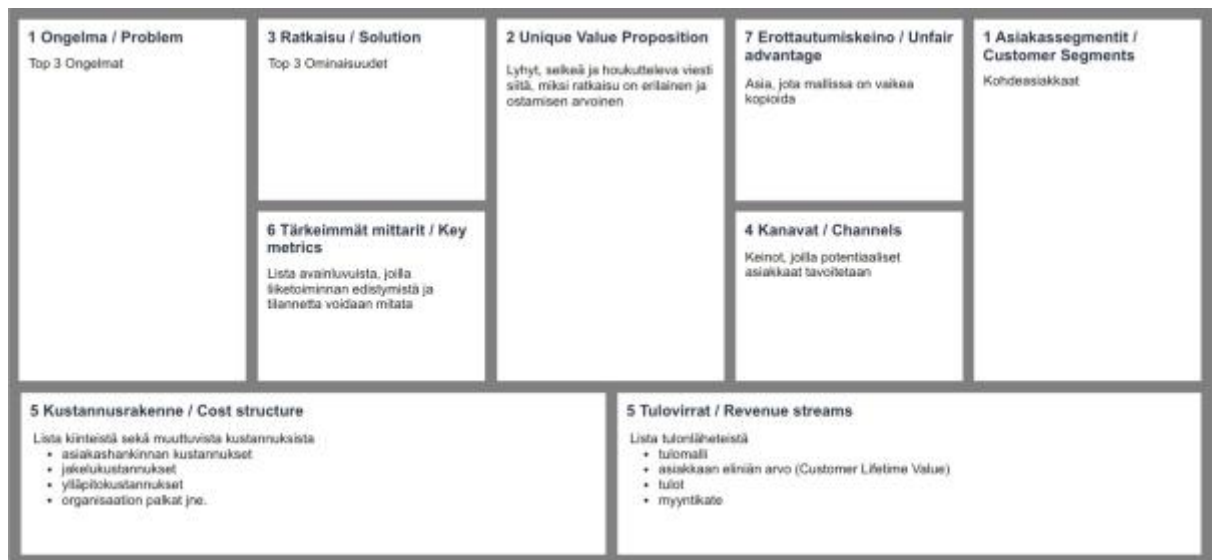 1 Ongelma / Problem
Top 3 Ongelmat
3 Ratkaisu / Solution
Top 3 Ominaisuudet
6 Tärkeimmät mittarit / Key
metrics
Lista avainluvuista, joilla
liiketoiminnan edistymistä ja
tilannetta voidaan mitata
2 Unique Value Proposition
Lyhyt, selkeä ja houkutteleva viesti
siitä, miksi ratkaisu on erilainen ja
ostamisen arvoinen
7 Erottautumiskeino / Unfair
advantage
Asia, jota mallissa on vaikea
kopioida
4 Kanavat / Channels
Keinot, joilla potentiaaliset
asiakkaat tavoitetaan
1 Asiakassegmentit /
Customer Segments
Kohdeasiakkaat
5 Kustannusrakenne / Cost structure
Lista kiinteistä sekä muuttuvista kustannuksista
• asiakashankinnan kustannukset
• jakelukustannukset
• ylläpitokustannukset
• organisaation palkat jne.
5 Tulovirrat / Revenue streams
Lista tulonlähteistä
• tulomalli
• asiakkaan eliniän arvo (Customer Lifetime Value)
• tulot
• myyntikate